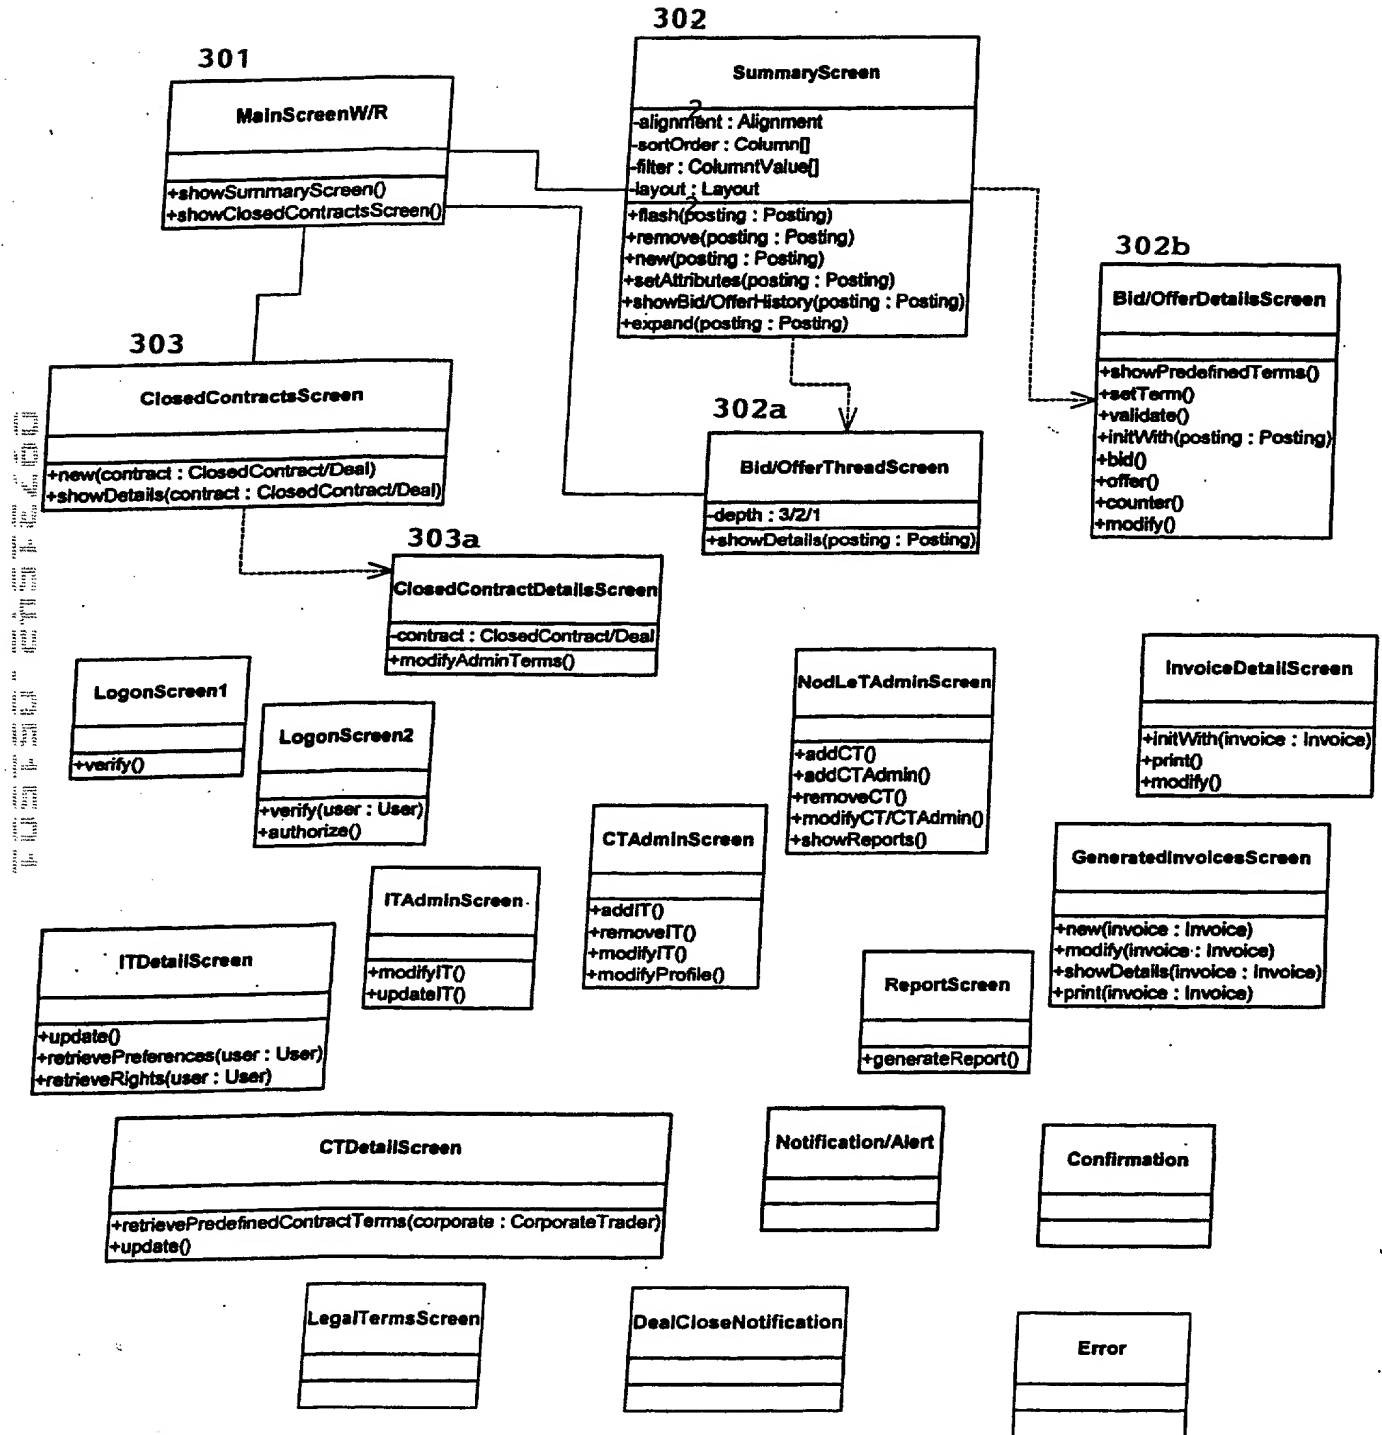 302
SummaryScreen
2
-alignment : Alignment
-sortOrder : Column[]
-filter : ColumntValue[]
-layout : Layout
2
+flash(posting : Posting)
+remove(posting : Posting)
+new(posting : Posting)
+setAttributes(posting : Posting)
+showBid/OfferHistory(posting : Posting)
+expand(posting : Posting)
301
MainScreenW/R
+showSummaryScreen()
+showClosedContractsScreen()
302b
Bid/OfferDetailsScreen
+showPredefinedTerms()
+setTerm()
+validate()
+initWith(posting : Posting)
+bid()
+offer()
+counter()
+modify()
303
ClosedContractsScreen
+new(contract : ClosedContract/Deal)
+showDetails(contract : ClosedContract/Deal)
302a
Bid/OfferThreadScreen
-depth : 3/2/1
+showDetails(posting : Posting)
303a
ClosedContractDetailsScreen
-contract : ClosedContract/Deal
+modifyAdminTerms()
LogonScreen1
+verify()
LogonScreen2
+verify(user : User)
+authorize()
NodLeTAdminScreen
+addCT()
+addCTAdmin()
+removeCT()
+modifyCT/CTAdmin()
+showReports()
InvoiceDetailScreen
+initWith(invoice : Invoice)
+print()
+modify()
CTAdminScreen
+addIT()
+removeIT()
+modifyIT()
+modifyProfile()
GeneratedInvoicesScreen
+new(invoice : Invoice)
+modify(invoice : Invoice)
+showDetails(invoice : Invoice)
+print(invoice : Invoice)
ITAdminScreen
+modifyIT()
+updateIT()
ITDetailScreen
+update()
+retrievePreferences(user : User)
+retrieveRights(user : User)
ReportScreen
+generateReport()
CTDetailScreen
+retrievePredefinedContractTerms(corporate : CorporateTrader)
+update()
Notification/Alert
Confirmation
LegalTermsScreen
DealCloseNotification
Error